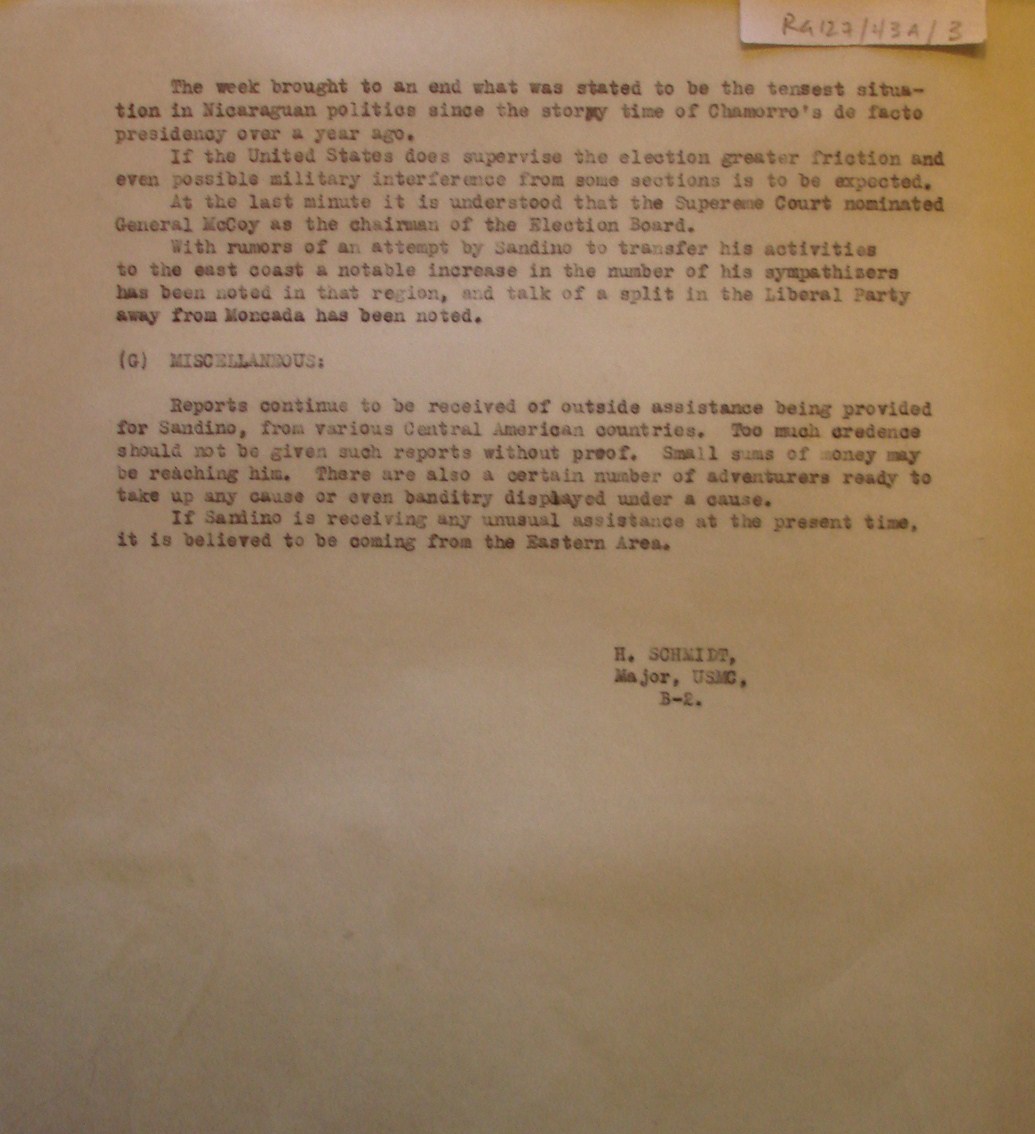 RG127/43A/3
The week brought to an end what was stated to be the tensest situa-
tion in Nicaraguan politics since the stormy time of Chamorro's de facto
presidency over a year ago.
If the United States does supervise the election greater friction and
even possible military interference from some sections is to be expected.
At the last minute it is understood that the Supereme Court nominated
General McCoy as the chairman of the Election Board.
With rumors of an attempt by Sandino to transfer his activities
to the east coast a notable increase in the number of his sympathizers
has been noted in that region, and talk of a split in the Liberal Party
away from Moncada has been noted.
(G) MISCELLANEOUS:
Reports continue to be received of outside assistance being provided
for Sandino, from various Central American countries. Too much credence
should not be given such reports without proof. Small sums of money may
be reaching him. There are also a certain number of adventurers ready to
take up any cause or even banditry displayed under a cause.
If Sandino is receiving any unusual assistance at the present time,
it is believed to be coming from the Eastern Area.
H. SCHMIDT,
Major, USMC,
B-2.